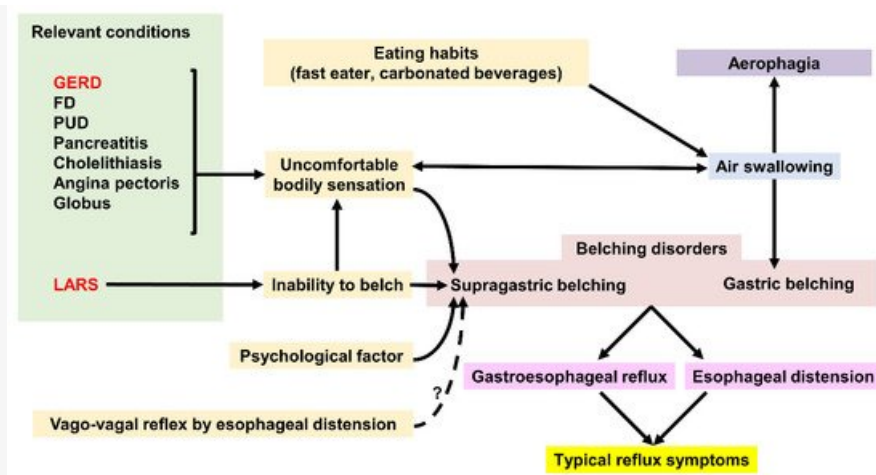 Relevant conditions
GERD
FD
PUD
Pancreatitis
Cholelithiasis
Angina pectoris
Globus
LARS
Eating habits
(fast eater, carbonated beverages)
Aerophagia
Uncomfortable
bodily sensation
Air swallowing
Belching disorders
Inability to belch
Supragastric belching
Gastric belching
Psychological factor
Gastroesophageal reflux
Esophageal distension
?
Vago-vagal reflex by esophageal distension
Typical reflux symptoms